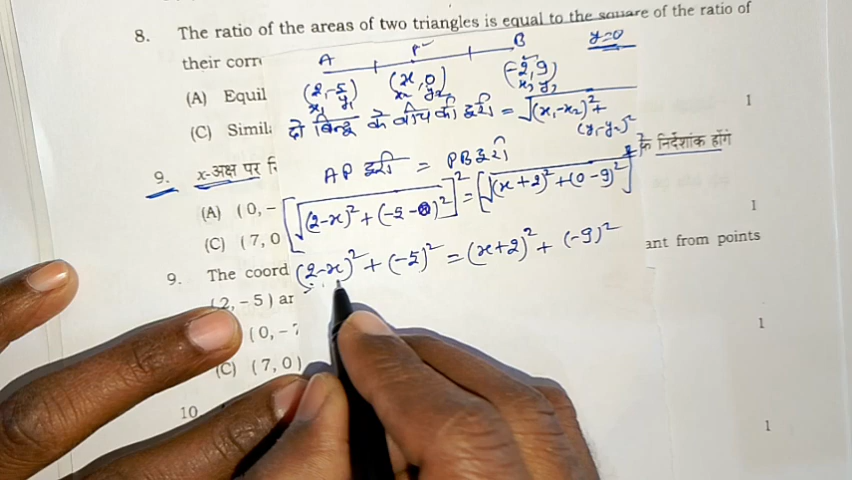 8. The ratio of the areas of two triangles is equal to the square of the ratio of
their corr
A P B y=0
(2,-5) (x,0) (-2,9)
x₁ y₁ x₂ y₂ x₂ y₂
(A) Equil
1
दो बिन्दु के बीच की दूरी = √(x₁-x₂)²+
(y₁-y₂)²
(C) Simil
9. x-अक्ष पर के निर्देशांक होंगे
AP दूरी = PB दूरी
(A) (0, -
[√(2-x)²+(-5-0)²]² = [√(x+2)²+(0-9)²]²
1
(C) (7, 0
(2-x)²+(-5)² = (x+2)²+(-9)²
9. The coord ant from points
(2, -5) an
(0, -7
1
(C) (7, 0)
10
1